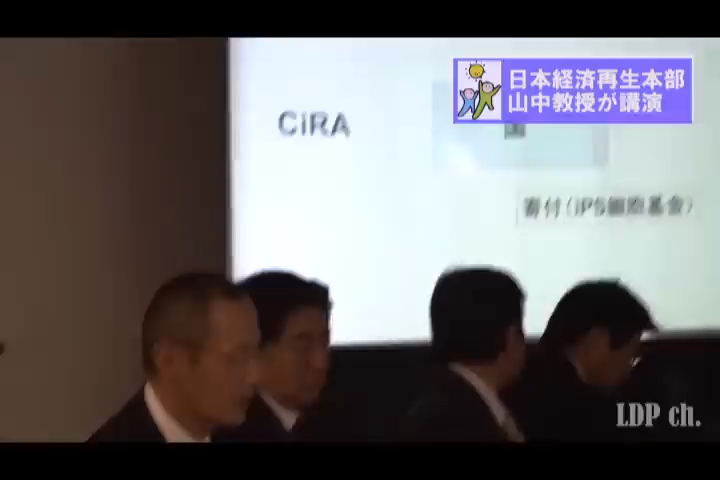 日本経済再生本部
山中教授が講演
CiRA
国
寄付(iPS細胞基金)
LDP ch.